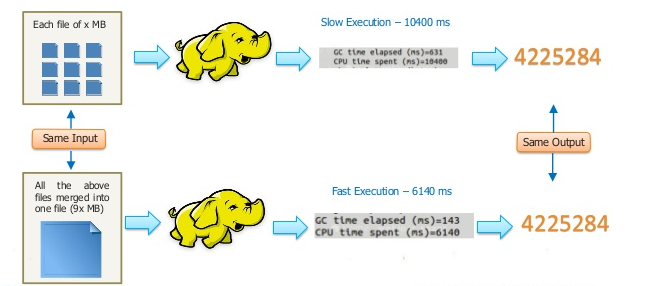 Each file of x MB
Slow Execution – 10400 ms
GC time elapsed (ms)=631
CPU time spent (ms)=10400
4225284
Same Input
Same Output
All the above
files merged into
one file (9x MB)
Fast Execution – 6140 ms
GC time elapsed (ms)=143
CPU time spent (ms)=6140
4225284